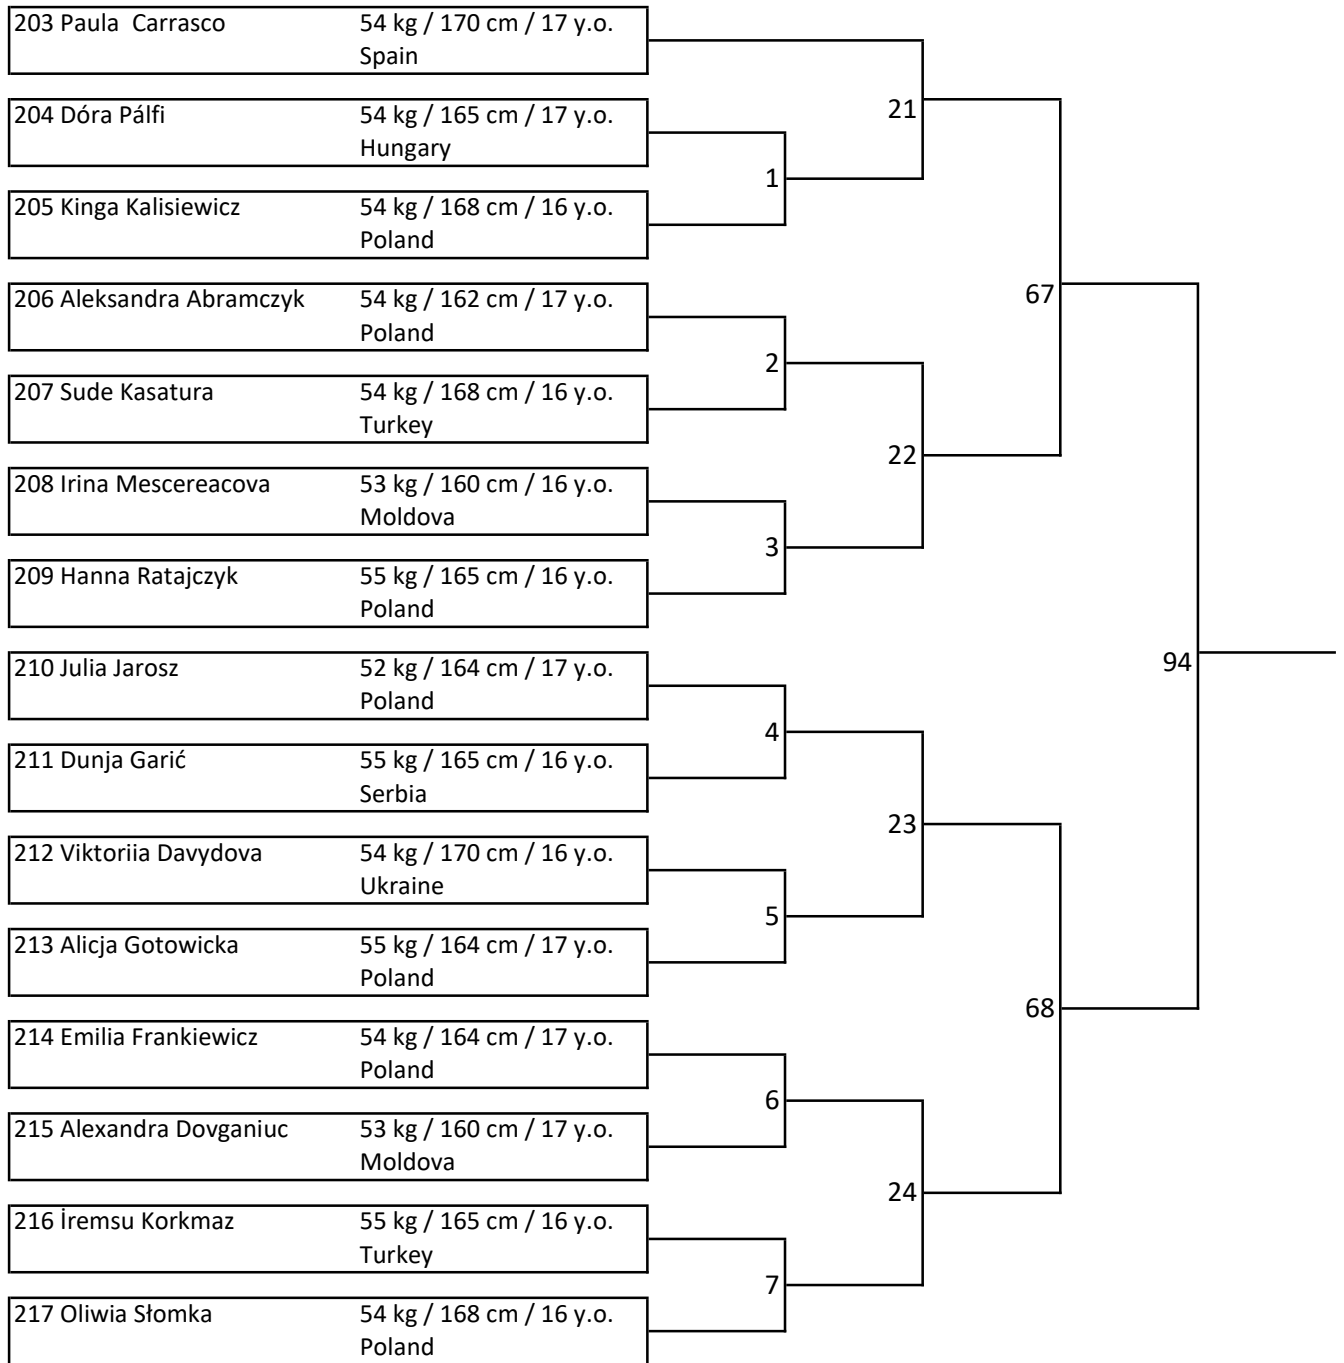 203 Paula  Carrasco 54 kg / 170 cm / 17 y.o.
Spain
21
204 Dóra Pálfi 54 kg / 165 cm / 17 y.o.
Hungary
1
205 Kinga Kalisiewicz 54 kg / 168 cm / 16 y.o.
Poland
67
206 Aleksandra Abramczyk 54 kg / 162 cm / 17 y.o.
Poland
2
207 Sude Kasatura 54 kg / 168 cm / 16 y.o.
Turkey
22
208 Irina Mescereacova 53 kg / 160 cm / 16 y.o.
Moldova
3
209 Hanna Ratajczyk 55 kg / 165 cm / 16 y.o.
Poland
94
210 Julia Jarosz 52 kg / 164 cm / 17 y.o.
Poland
4
211 Dunja Garić 55 kg / 165 cm / 16 y.o.
Serbia
23
212 Viktoriia Davydova 54 kg / 170 cm / 16 y.o.
Ukraine
5
213 Alicja Gotowicka 55 kg / 164 cm / 17 y.o.
Poland
68
214 Emilia Frankiewicz 54 kg / 164 cm / 17 y.o.
Poland
6
215 Alexandra Dovganiuc 53 kg / 160 cm / 17 y.o.
Moldova
24
216 İremsu Korkmaz 55 kg / 165 cm / 16 y.o.
Turkey
7
217 Oliwia Słomka 54 kg / 168 cm / 16 y.o.
Poland